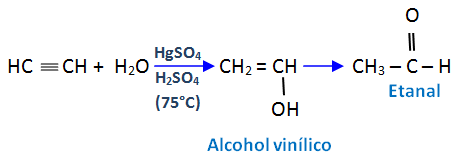 O
HgSO₄
HC ≡ CH + H₂O CH₂ = CH CH₃ – C – H
H₂SO₄
(75°C)
OH
Etanal
Alcohol vinílico